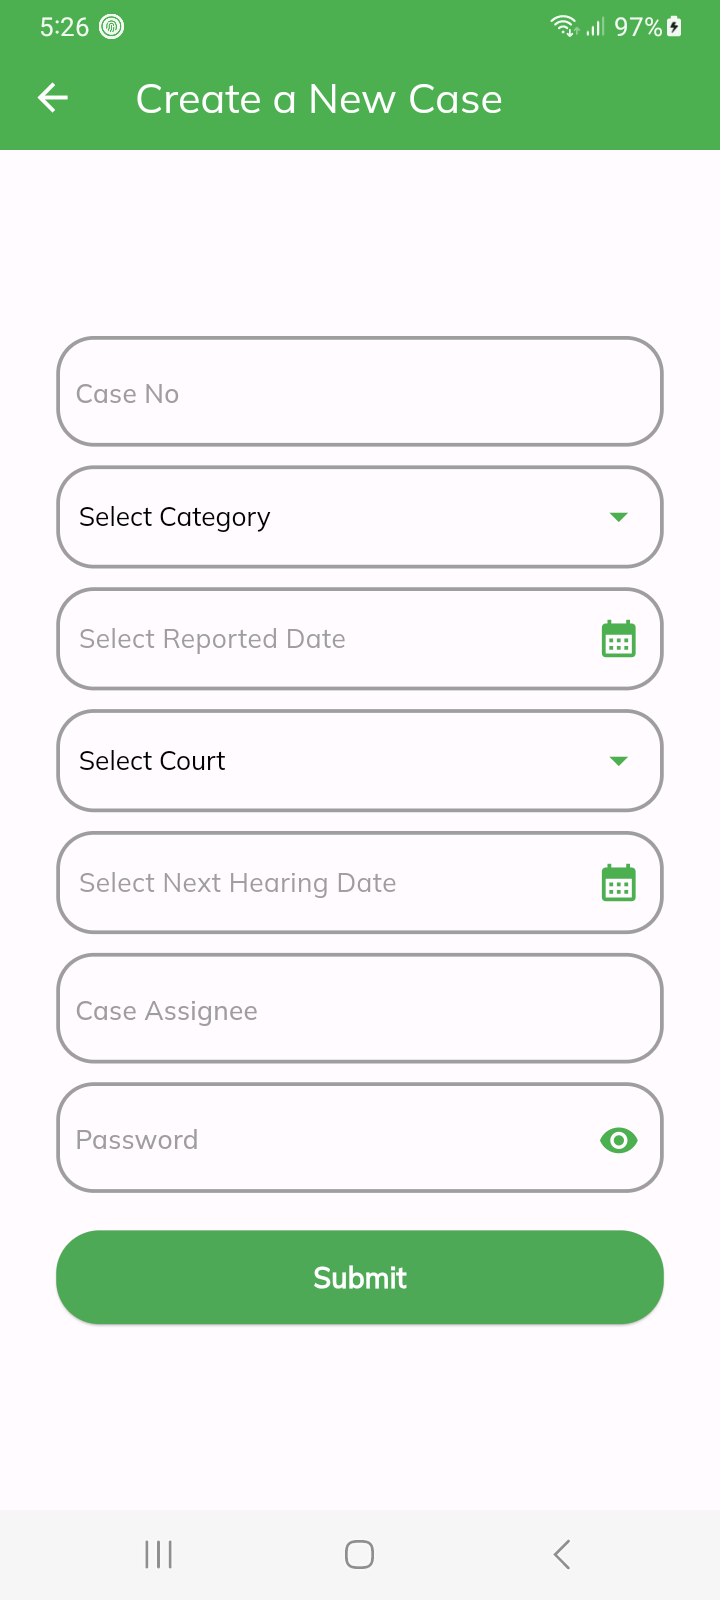 5:26 97%
Create a New Case
Case No
Select Category
Select Reported Date
Select Court
Select Next Hearing Date
Case Assignee
Password
Submit